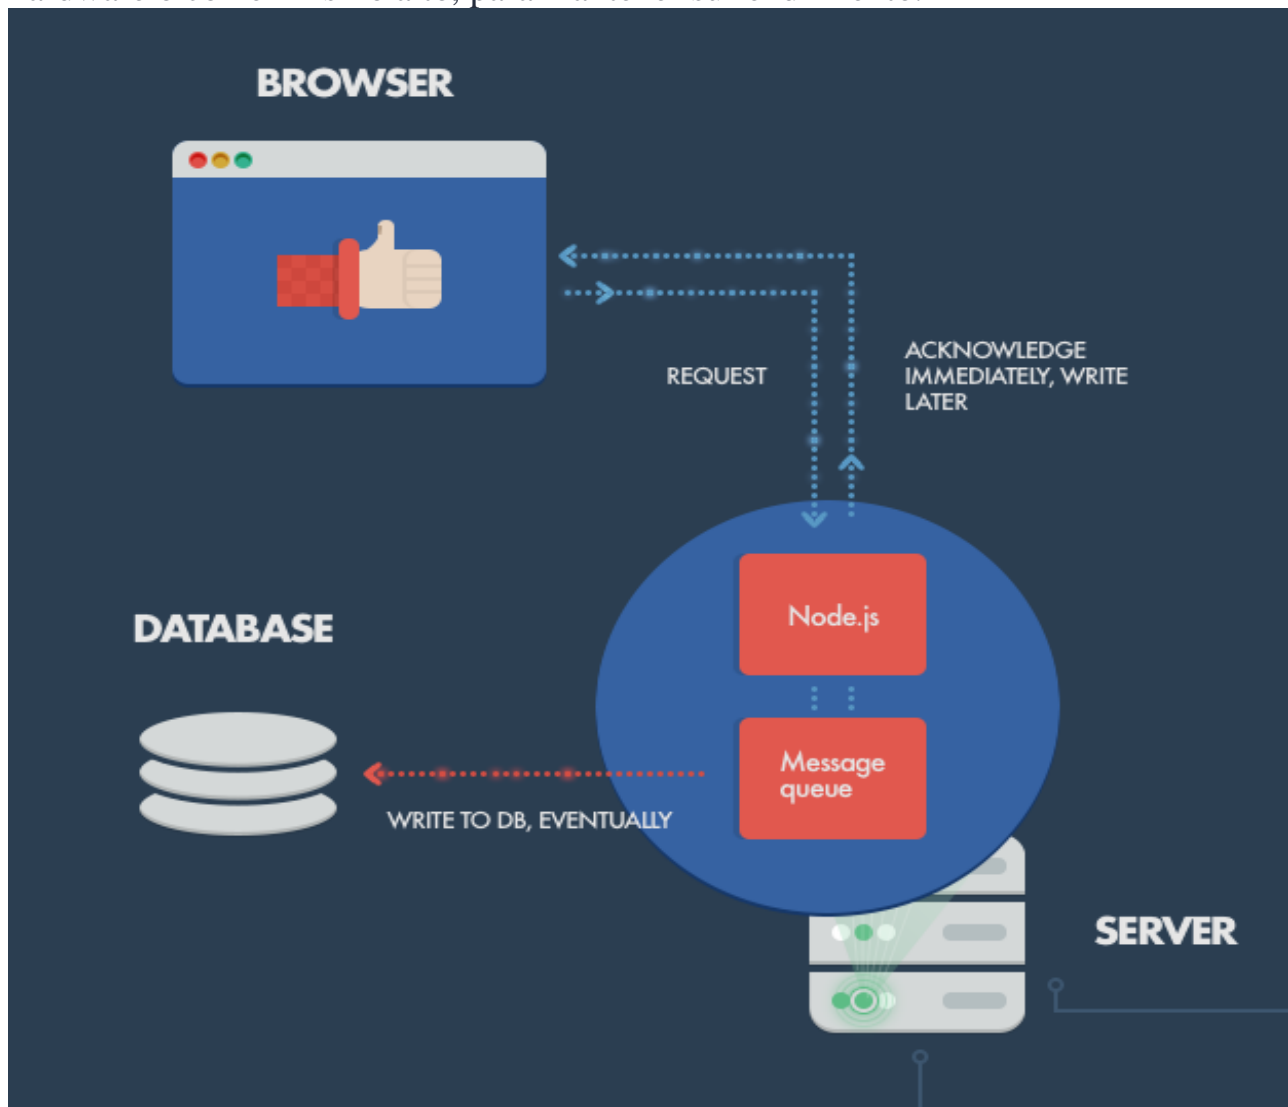 BROWSER
REQUEST
ACKNOWLEDGE
IMMEDIATELY, WRITE
LATER
Node.js
DATABASE
Message
queue
WRITE TO DB, EVENTUALLY
SERVER